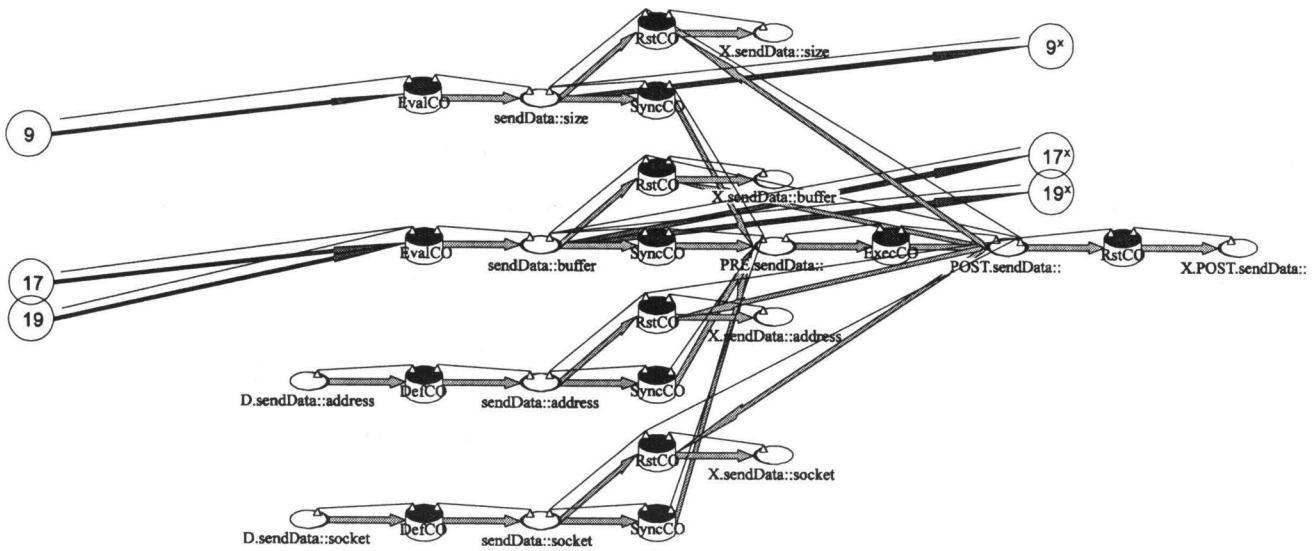 RstCO
X.sendData::size
9x
9
EvalCO
sendData::size
SyncCO
17x
RstCO
X.sendData::buffer
19x
17
19
EvalCO
sendData::buffer
SyncCO
PRE.sendData::
ExecCO
POST.sendData::
RstCO
X.POST.sendData::
RstCO
X.sendData::address
D.sendData::address
DefCO
sendData::address
SyncCO
RstCO
X.sendData::socket
D.sendData::socket
DefCO
sendData::socket
SyncCO